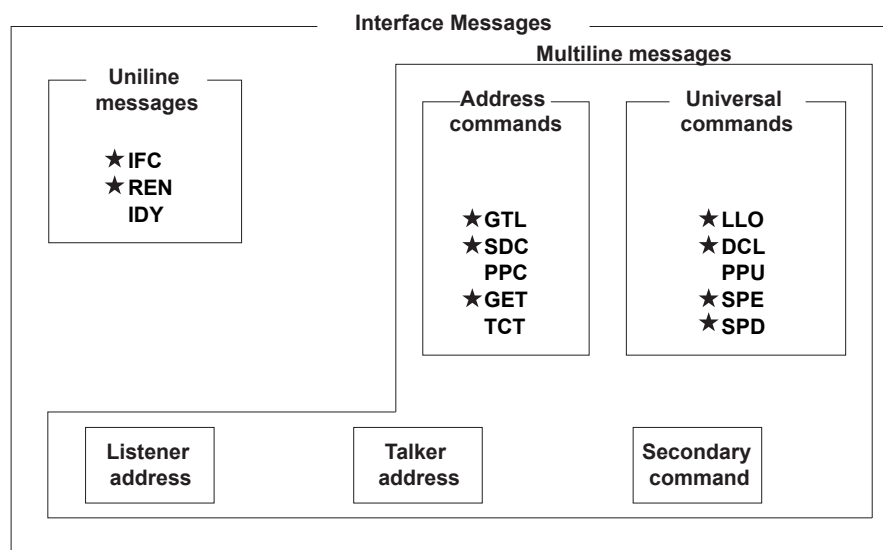 Interface Messages
Multiline messages
Uniline
messages
★ IFC
★ REN
IDY
Address
commands
★ GTL
★ SDC
PPC
★ GET
TCT
Universal
commands
★ LLO
★ DCL
PPU
★ SPE
★ SPD
Listener
address
Talker
address
Secondary
command